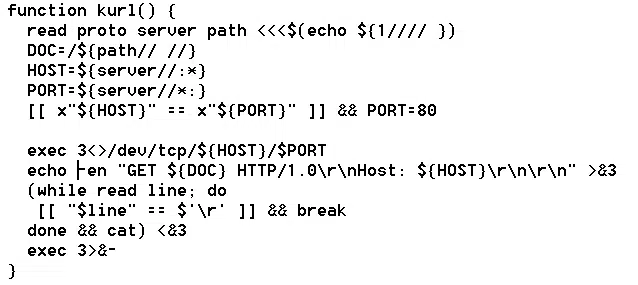 function kurl() {
  read proto server path <<<$(echo ${1//// })
  DOC=/${path// //}
  HOST=${server//:*}
  PORT=${server//*:}
  [[ x"${HOST}" == x"${PORT}" ]] && PORT=80

  exec 3<>/dev/tcp/${HOST}/$PORT
  echo -en "GET ${DOC} HTTP/1.0\r\nHost: ${HOST}\r\n\r\n" >&3
  (while read line; do
   [[ "$line" == $'\r' ]] && break
  done && cat) <&3
  exec 3>&-
}